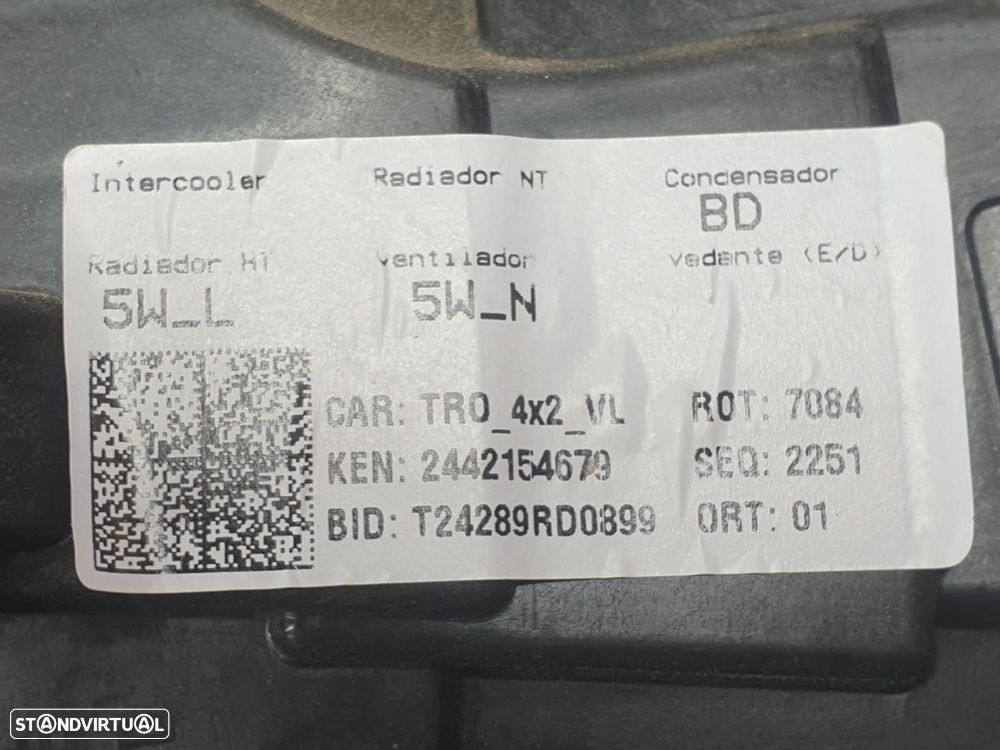 Intercooler Radiador NT Condensador
BD
Radiador HT Ventilador Vedante (E/D)
5W_L 5W_N
CAR: TRO_4x2_VL ROT: 7084
KEN: 2442154679 SEQ: 2251
BID: T24289RD0899 ORT: 01
STANDVIRTUAL